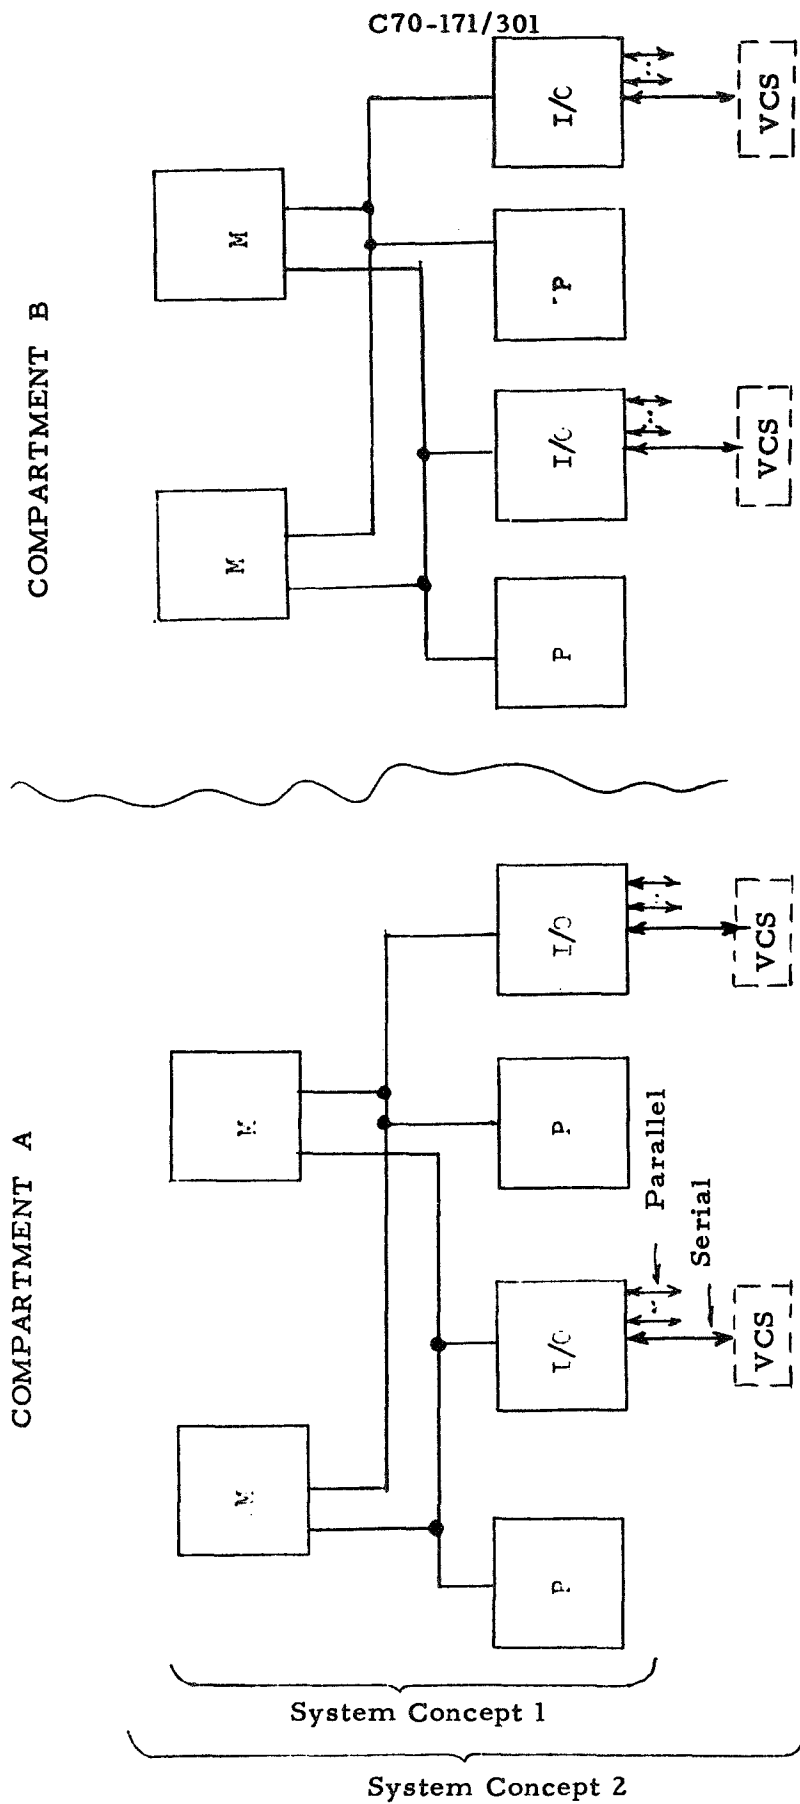 C70-171/301
COMPARTMENT A
COMPARTMENT B
M
M
M
M
P
I/O
P
I/O
P
I/O
P
I/O
Parallel
Serial
VCS
VCS
VCS
VCS
System Concept 1
System Concept 2